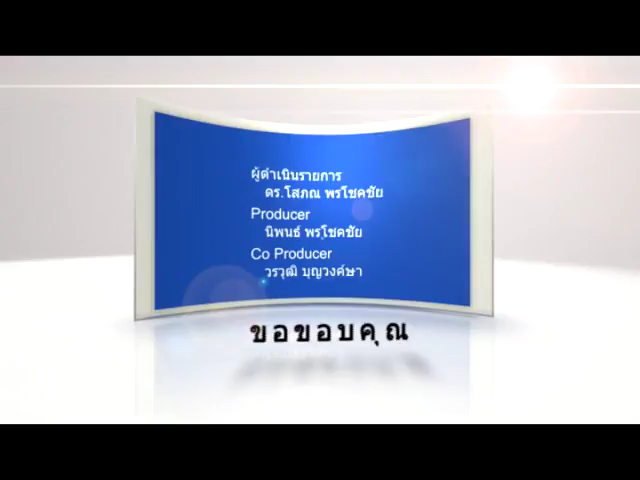 ผู้ดำเนินรายการ
ดร.โสภณ พรโชคชัย
Producer
นิพนธ์ พรโชคชัย
Co Producer
วรวุฒิ บุญวงค์ษา
ขอขอบคุณ